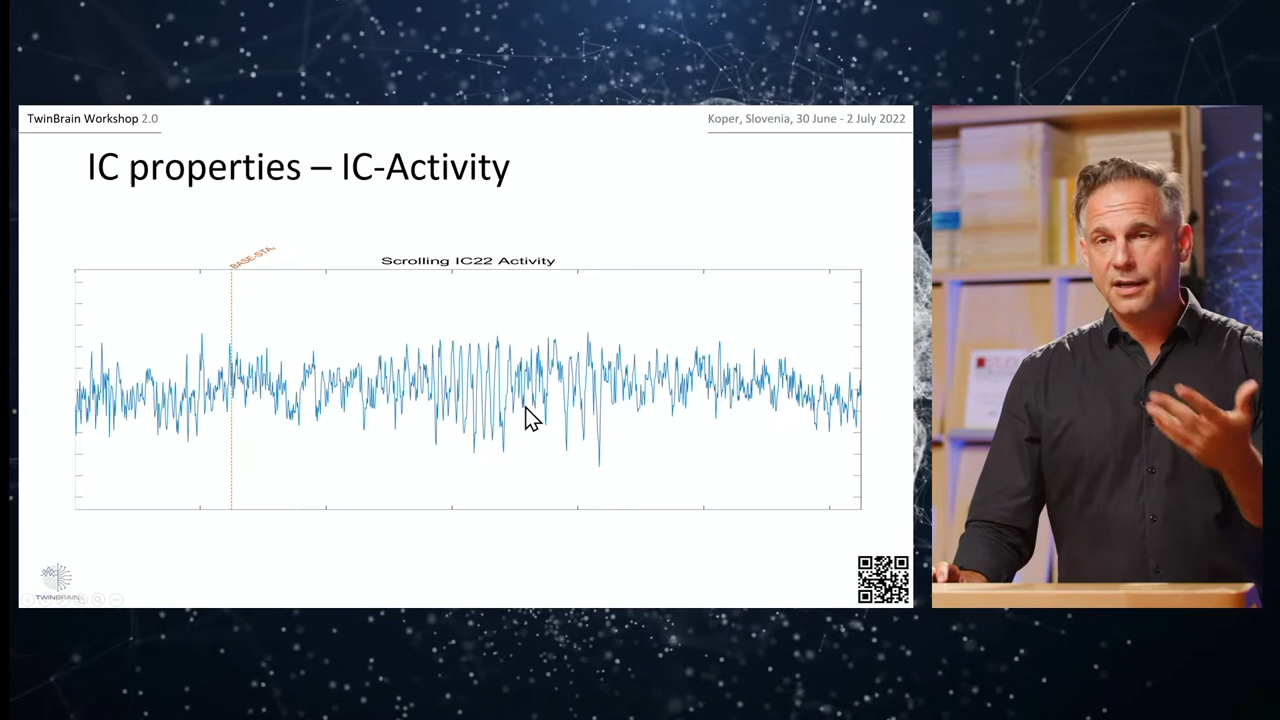 TwinBrain Workshop 2.0
Koper, Slovenia, 30 June - 2 July 2022
IC properties – IC-Activity
BASE-STA
Scrolling IC22 Activity
TWINBRAIN